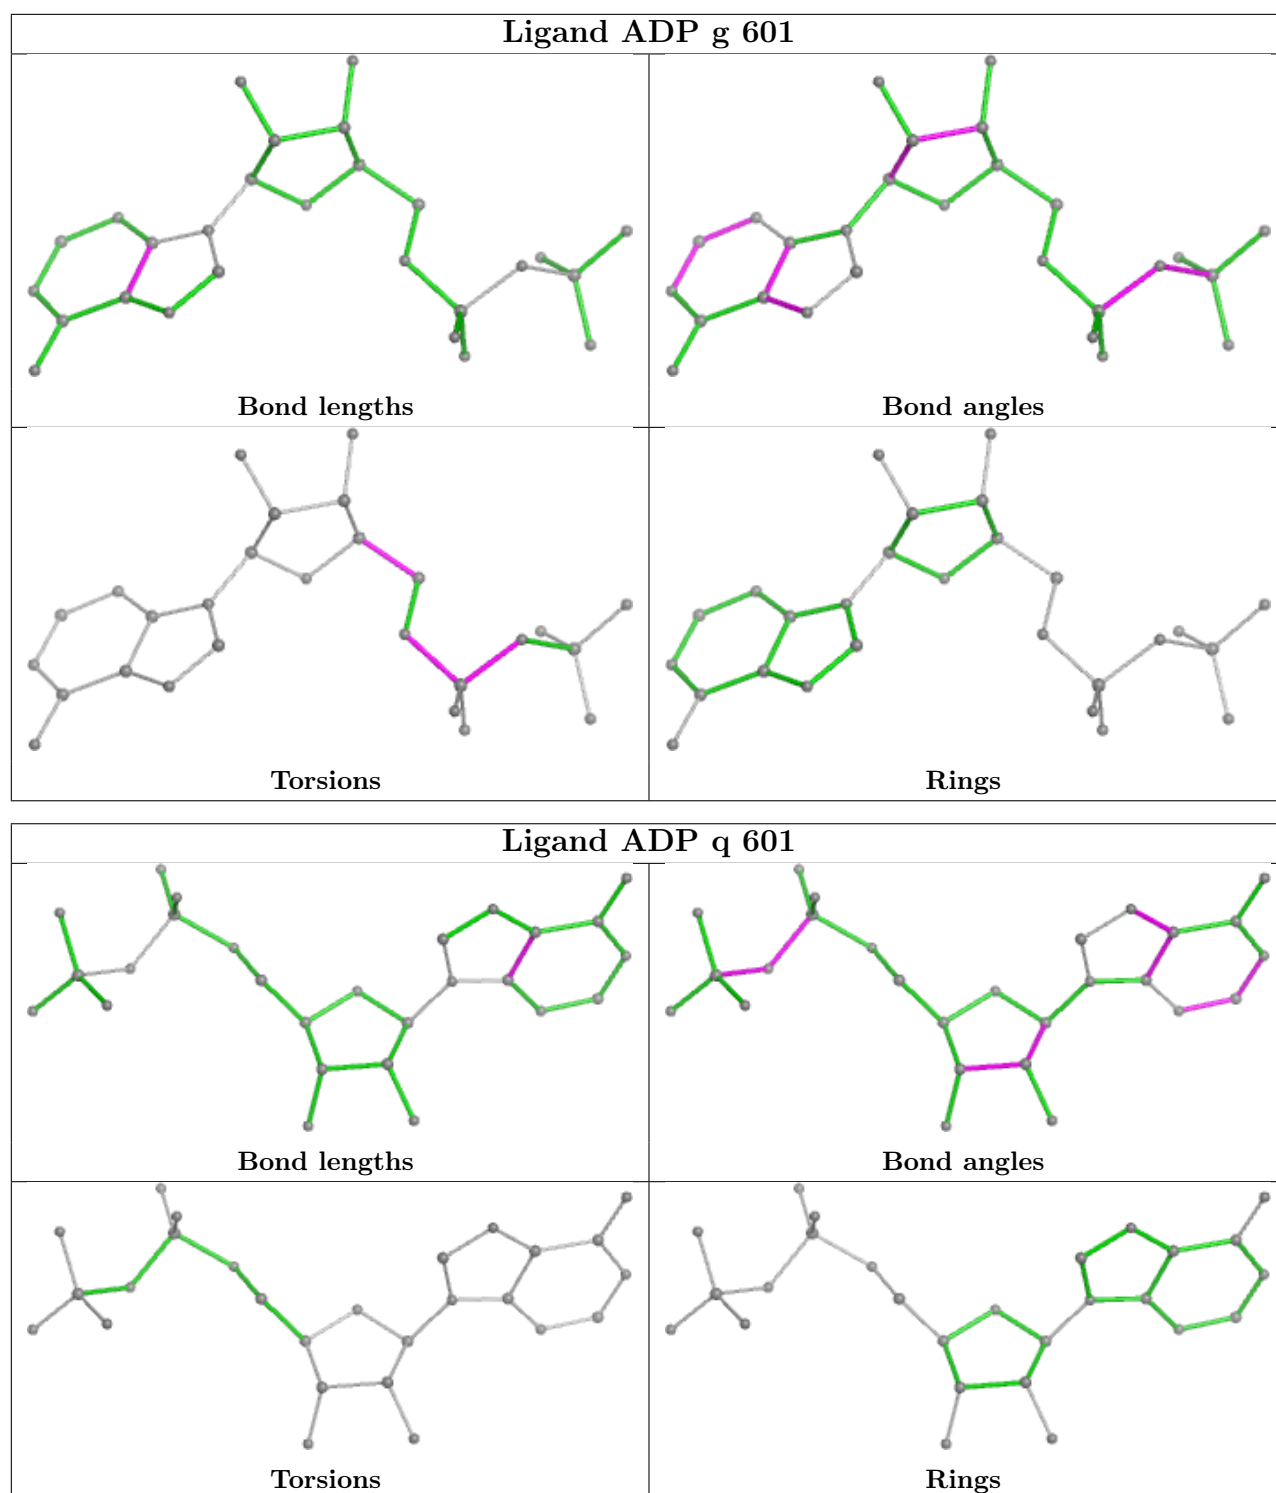 Ligand ADP g 601
Bond lengths
Bond angles
Torsions
Rings
Ligand ADP q 601
Bond lengths
Bond angles
Torsions
Rings